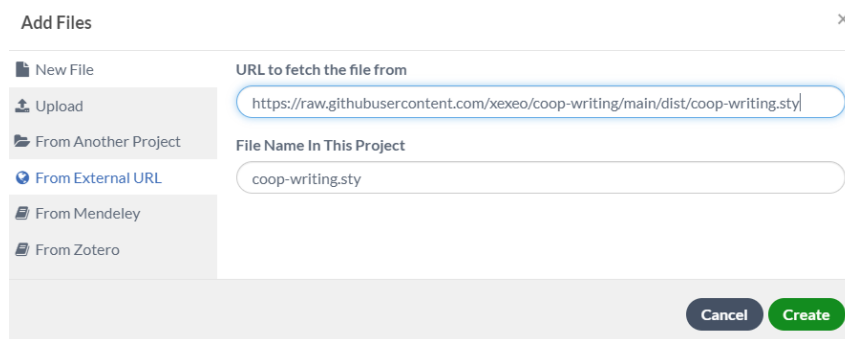 Add Files
×
New File
Upload
From Another Project
From External URL
From Mendeley
From Zotero
URL to fetch the file from
https://raw.githubusercontent.com/xexeo/coop-writing/main/dist/coop-writing.sty
File Name In This Project
coop-writing.sty
Cancel Create